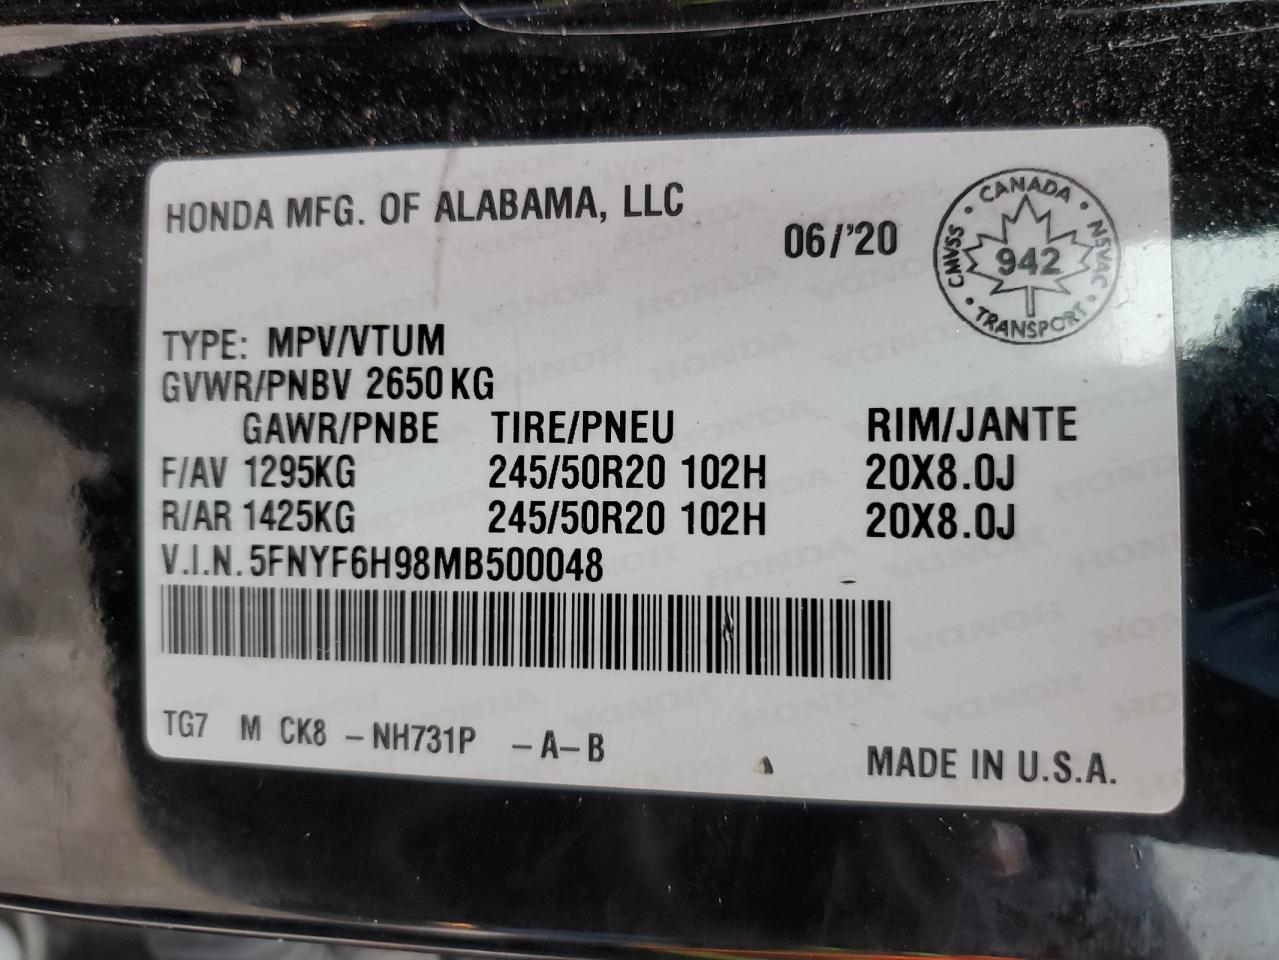 HONDA MFG. OF ALABAMA, LLC
06/'20
CANADA
CMVSS 942 NSVAC
TRANSPORT
TYPE: MPV/VTUM
GVWR/PNBV 2650KG
GAWR/PNBE TIRE/PNEU RIM/JANTE
F/AV 1295KG 245/50R20 102H 20X8.0J
R/AR 1425KG 245/50R20 102H 20X8.0J
V.I.N. 5FNYF6H98MB500048
TG7 M CK8 - NH731P - A - B
MADE IN U.S.A.